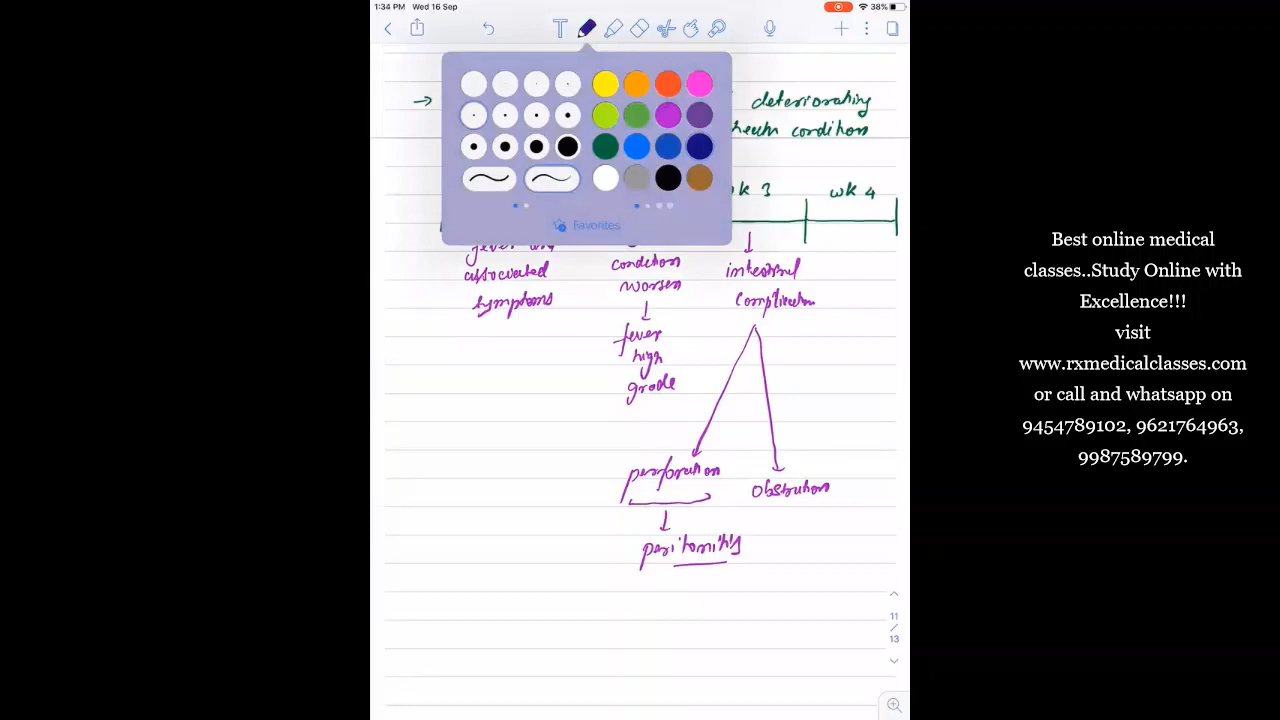 1:34 PM Wed 16 Sep
38%
T
Favorites
→ deteriorating
health condition
wk 3
wk 4
fever and
associated
symptoms
condition
worsen
↓
fever
high
grade
↓
intestinal
complication
perforation
obstruction
↓
peritonitis
11
/
13
Best online medical
classes..Study Online with
Excellence!!!
visit
www.rxmedicalclasses.com
or call and whatsapp on
9454789102, 9621764963,
9987589799.